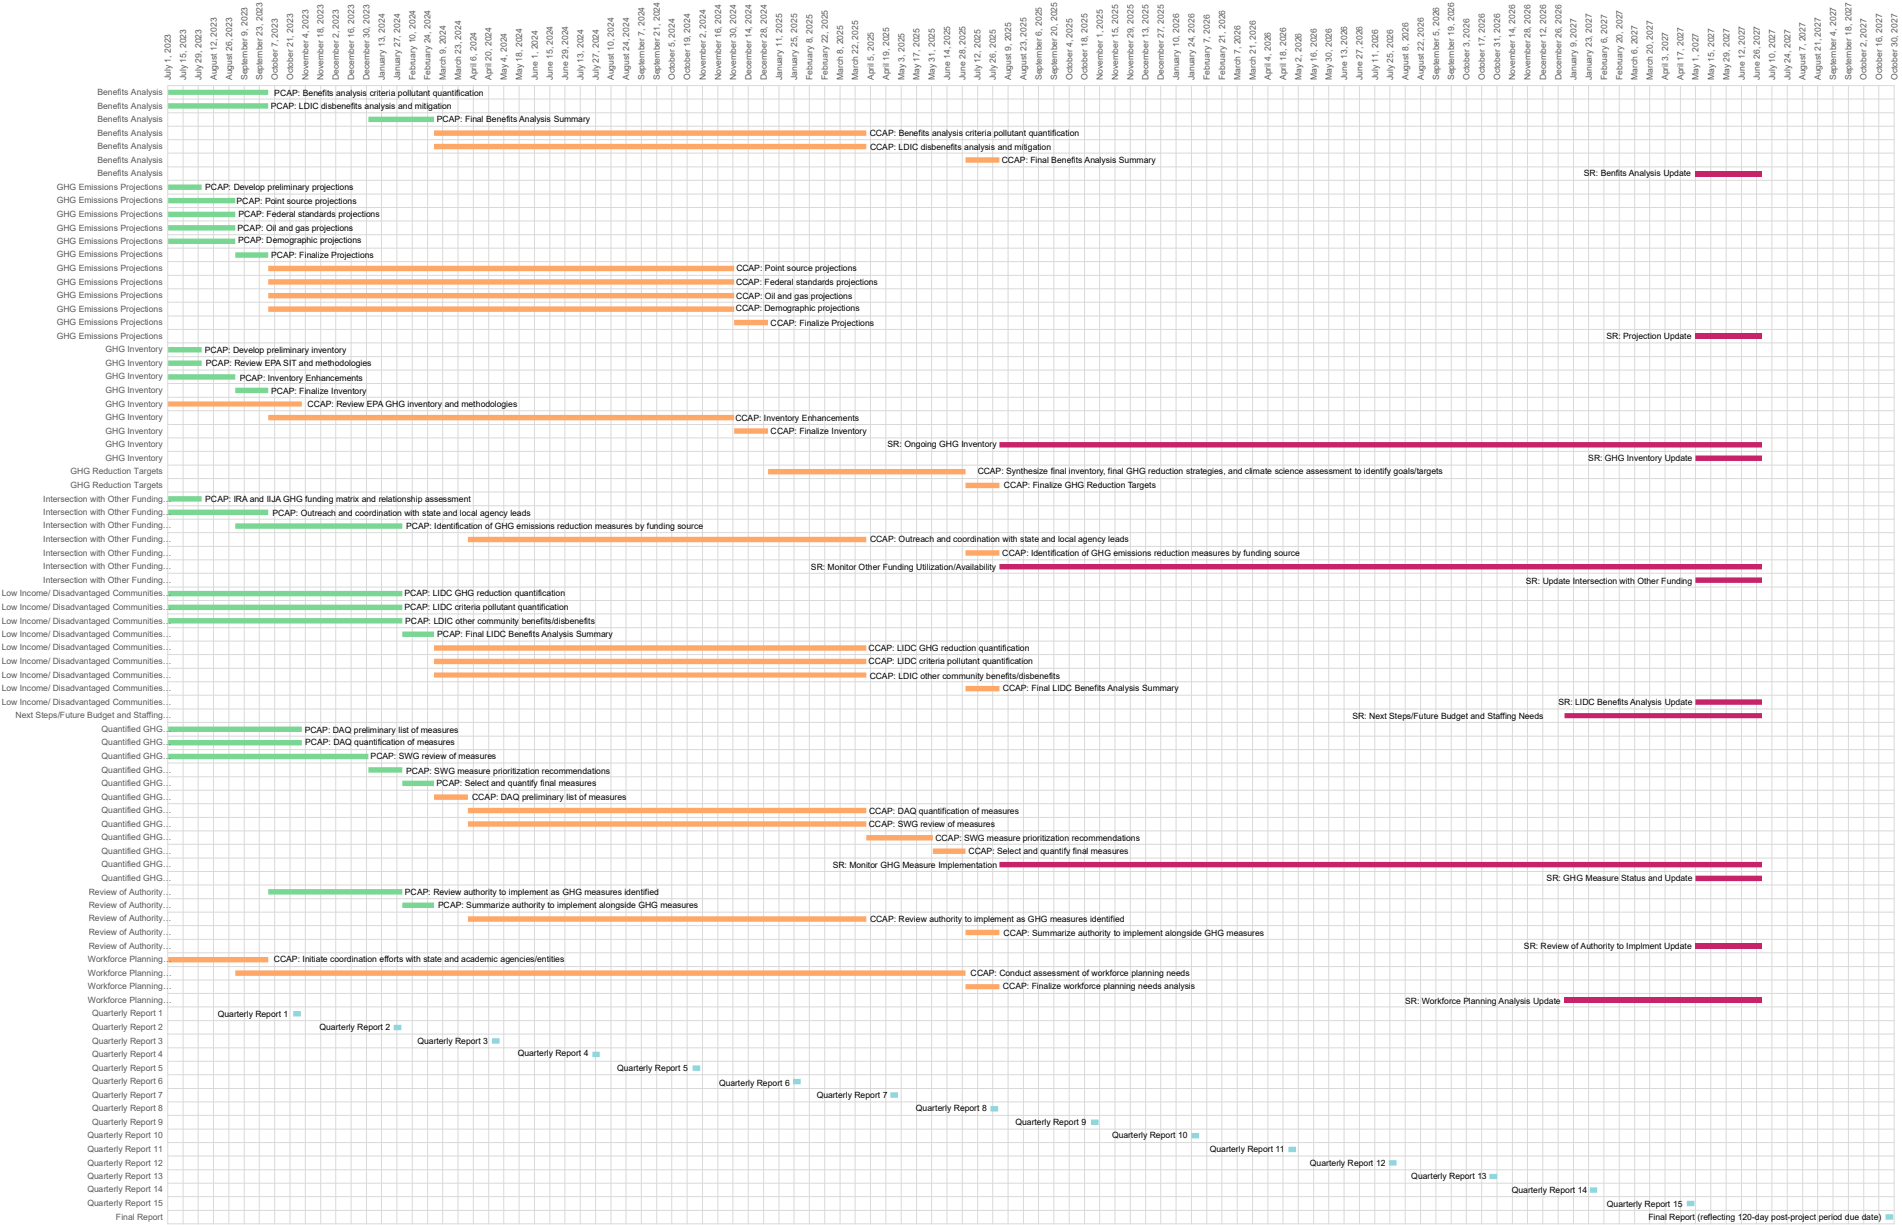 July 1, 2023
July 15, 2023
July 29, 2023
August 12, 2023
August 26, 2023
September 9, 2023
September 23, 2023
October 7, 2023
October 21, 2023
November 4, 2023
November 18, 2023
December 2, 2023
December 16, 2023
December 30, 2023
January 13, 2024
January 27, 2024
February 10, 2024
February 24, 2024
March 9, 2024
March 23, 2024
April 6, 2024
April 20, 2024
May 4, 2024
May 18, 2024
June 1, 2024
June 15, 2024
June 29, 2024
July 13, 2024
July 27, 2024
August 10, 2024
August 24, 2024
September 7, 2024
September 21, 2024
October 5, 2024
October 19, 2024
November 2, 2024
November 16, 2024
November 30, 2024
December 14, 2024
December 28, 2024
January 11, 2025
January 25, 2025
February 8, 2025
February 22, 2025
March 8, 2025
March 22, 2025
April 5, 2025
April 19, 2025
May 3, 2025
May 17, 2025
May 31, 2025
June 14, 2025
June 28, 2025
July 12, 2025
July 26, 2025
August 9, 2025
August 23, 2025
September 6, 2025
September 20, 2025
October 4, 2025
October 18, 2025
November 1, 2025
November 15, 2025
November 29, 2025
December 13, 2025
December 27, 2025
January 10, 2026
January 24, 2026
February 7, 2026
February 21, 2026
March 7, 2026
March 21, 2026
April 4, 2026
April 18, 2026
May 2, 2026
May 16, 2026
May 30, 2026
June 13, 2026
June 27, 2026
July 11, 2026
July 25, 2026
August 8, 2026
August 22, 2026
September 5, 2026
September 19, 2026
October 3, 2026
October 17, 2026
October 31, 2026
November 14, 2026
November 28, 2026
December 12, 2026
December 26, 2026
January 9, 2027
January 23, 2027
February 6, 2027
February 20, 2027
March 6, 2027
March 20, 2027
April 3, 2027
April 17, 2027
May 1, 2027
May 15, 2027
May 29, 2027
June 12, 2027
June 26, 2027
July 10, 2027
July 24, 2027
August 7, 2027
August 21, 2027
September 4, 2027
September 18, 2027
October 2, 2027
October 16, 2027
October 30, 2027
Benefits Analysis PCAP: Benefits analysis criteria pollutant quantification
Benefits Analysis PCAP: LDIC disbenefits analysis and mitigation
Benefits Analysis PCAP: Final Benefits Analysis Summary
Benefits Analysis CCAP: Benefits analysis criteria pollutant quantification
Benefits Analysis CCAP: LDIC disbenefits analysis and mitigation
Benefits Analysis CCAP: Final Benefits Analysis Summary
Benefits Analysis SR: Benfits Analysis Update
GHG Emissions Projections PCAP: Develop preliminary projections
GHG Emissions Projections PCAP: Point source projections
GHG Emissions Projections PCAP: Federal standards projections
GHG Emissions Projections PCAP: Oil and gas projections
GHG Emissions Projections PCAP: Demographic projections
GHG Emissions Projections PCAP: Finalize Projections
GHG Emissions Projections CCAP: Point source projections
GHG Emissions Projections CCAP: Federal standards projections
GHG Emissions Projections CCAP: Oil and gas projections
GHG Emissions Projections CCAP: Demographic projections
GHG Emissions Projections CCAP: Finalize Projections
GHG Emissions Projections SR: Projection Update
GHG Inventory PCAP: Develop preliminary inventory
GHG Inventory PCAP: Review EPA SIT and methodologies
GHG Inventory PCAP: Inventory Enhancements
GHG Inventory PCAP: Finalize Inventory
GHG Inventory CCAP: Review EPA GHG inventory and methodologies
GHG Inventory CCAP: Inventory Enhancements
GHG Inventory CCAP: Finalize Inventory
GHG Inventory SR: Ongoing GHG Inventory
GHG Inventory SR: GHG Inventory Update
GHG Reduction Targets CCAP: Synthesize final inventory, final GHG reduction strategies, and climate science assessment to identify goals/targets
GHG Reduction Targets CCAP: Finalize GHG Reduction Targets
Intersection with Other Funding... PCAP: IRA and IIJA GHG funding matrix and relationship assessment
Intersection with Other Funding... PCAP: Outreach and coordination with state and local agency leads
Intersection with Other Funding... PCAP: Identification of GHG emissions reduction measures by funding source
Intersection with Other Funding... CCAP: Outreach and coordination with state and local agency leads
Intersection with Other Funding... CCAP: Identification of GHG emissions reduction measures by funding source
Intersection with Other Funding... SR: Monitor Other Funding Utilization/Availability
Intersection with Other Funding... SR: Update Intersection with Other Funding
Low Income/ Disadvantaged Communities... PCAP: LIDC GHG reduction quantification
Low Income/ Disadvantaged Communities... PCAP: LIDC criteria pollutant quantification
Low Income/ Disadvantaged Communities... PCAP: LDIC other community benefits/disbenefits
Low Income/ Disadvantaged Communities... PCAP: Final LIDC Benefits Analysis Summary
Low Income/ Disadvantaged Communities... CCAP: LIDC GHG reduction quantification
Low Income/ Disadvantaged Communities... CCAP: LIDC criteria pollutant quantification
Low Income/ Disadvantaged Communities... CCAP: LDIC other community benefits/disbenefits
Low Income/ Disadvantaged Communities... CCAP: Final LIDC Benefits Analysis Summary
Low Income/ Disadvantaged Communities... SR: LIDC Benefits Analysis Update
Next Steps/Future Budget and Staffing... SR: Next Steps/Future Budget and Staffing Needs
Quantified GHG... PCAP: DAQ preliminary list of measures
Quantified GHG... PCAP: DAQ quantification of measures
Quantified GHG... PCAP: SWG review of measures
Quantified GHG... PCAP: SWG measure prioritization recommendations
Quantified GHG... PCAP: Select and quantify final measures
Quantified GHG... CCAP: DAQ preliminary list of measures
Quantified GHG... CCAP: DAQ quantification of measures
Quantified GHG... CCAP: SWG review of measures
Quantified GHG... CCAP: SWG measure prioritization recommendations
Quantified GHG... CCAP: Select and quantify final measures
Quantified GHG... SR: Monitor GHG Measure Implementation
Quantified GHG... SR: GHG Measure Status and Update
Review of Authority... PCAP: Review authority to implement as GHG measures identified
Review of Authority... PCAP: Summarize authority to implement alongside GHG measures
Review of Authority... CCAP: Review authority to implement as GHG measures identified
Review of Authority... CCAP: Summarize authority to implement alongside GHG measures
Review of Authority... SR: Review of Authority to Implment Update
Workforce Planning... CCAP: Initiate coordination efforts with state and academic agencies/entities
Workforce Planning... CCAP: Conduct assessment of workforce planning needs
Workforce Planning... CCAP: Finalize workforce planning needs analysis
Workforce Planning... SR: Workforce Planning Analysis Update
Quarterly Report 1 Quarterly Report 1
Quarterly Report 2 Quarterly Report 2
Quarterly Report 3 Quarterly Report 3
Quarterly Report 4 Quarterly Report 4
Quarterly Report 5 Quarterly Report 5
Quarterly Report 6 Quarterly Report 6
Quarterly Report 7 Quarterly Report 7
Quarterly Report 8 Quarterly Report 8
Quarterly Report 9 Quarterly Report 9
Quarterly Report 10 Quarterly Report 10
Quarterly Report 11 Quarterly Report 11
Quarterly Report 12 Quarterly Report 12
Quarterly Report 13 Quarterly Report 13
Quarterly Report 14 Quarterly Report 14
Quarterly Report 15 Quarterly Report 15
Final Report Final Report (reflecting 120-day post-project period due date)